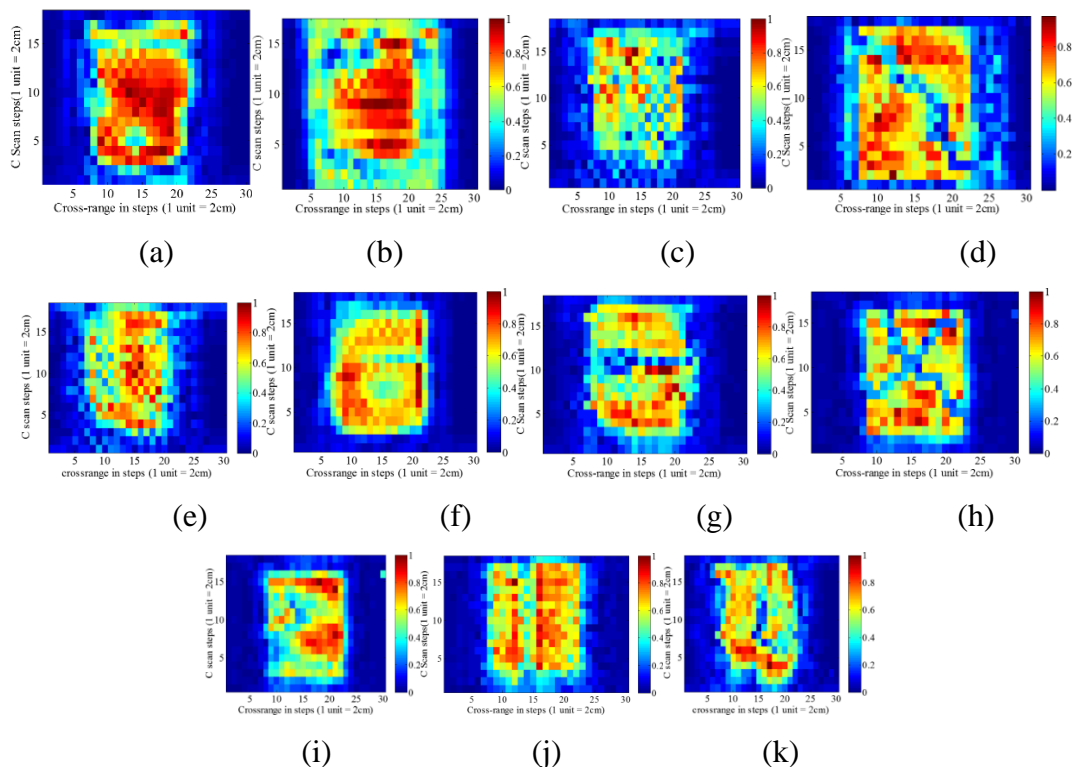 C scan steps(1 unit = 2cm)
15
10
5
5 10 15 20 25 30
Cross-range in steps (1 unit = 2cm)
(a)
C scan steps (1 unit = 2cm)
15
10
5
5 10 15 20 25 30
Cross-range in steps (1 unit = 2cm)
1
0.8
0.6
0.4
0.2
0
(b)
C Scan steps (1 unit = 2cm)
15
10
5
5 10 15 20 25 30
Cross-range in steps (1 unit = 2cm)
1
0.8
0.6
0.4
0.2
0
(c)
C scan steps (1 unit = 2cm)
15
10
5
5 10 15 20 25 30
Cross-range in steps (1 unit = 2cm)
0.8
0.6
0.4
0.2
(d)
C scan steps (1 unit = 2cm)
15
10
5
5 10 15 20 25 30
crossrange in steps (1 unit = 2cm)
1
0.8
0.6
0.4
0.2
0
(e)
C scan steps(1 unit = 2cm)
15
10
5
5 10 15 20 25 30
Crossrange in steps (1 unit = 2cm)
1
0.8
0.6
0.4
0.2
0
(f)
C scan steps(1 unit = 2cm)
15
10
5
5 10 15 20 25 30
Cross-range in steps (1 unit = 2cm)
1
0.8
0.6
0.4
0.2
0
(g)
C scan steps (1 unit = 2cm)
15
10
5
5 10 15 20 25 30
Cross-range in steps (1 unit = 2cm)
1
0.8
0.6
0.4
0.2
0
(h)
C scan steps (1 unit = 2cm)
15
10
5
5 10 15 20 25 30
Crossrange in steps (1 unit = 2cm)
1
0.8
0.6
0.4
0.2
0
(i)
C Scan steps(1 unit = 2cm)
15
10
5
5 10 15 20 25 30
Cross-range in steps (1 unit = 2cm)
1
0.8
0.6
0.4
0.2
0
(j)
C scan steps (1 unit = 2cm)
15
10
5
5 10 15 20 25 30
crossrange in steps (1 unit = 2cm)
1
0.8
0.6
0.4
0.2
0
(k)